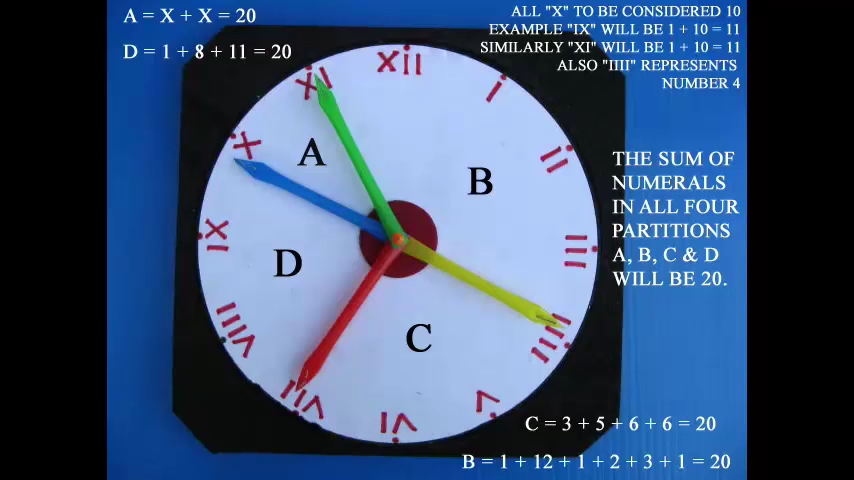 A = X + X = 20
D = 1 + 8 + 11 = 20
ALL "X" TO BE CONSIDERED 10
EXAMPLE "IX" WILL BE 1 + 10 = 11
SIMILARLY "XI" WILL BE 1 + 10 = 11
ALSO "IIII" REPRESENTS
NUMBER 4
THE SUM OF
NUMERALS
IN ALL FOUR
PARTITIONS
A, B, C & D
WILL BE 20.
xii
i
ii
iii
iiii
v
vi
vii
viii
ix
x
xi
A
B
D
C
C = 3 + 5 + 6 + 6 = 20
B = 1 + 12 + 1 + 2 + 3 + 1 = 20